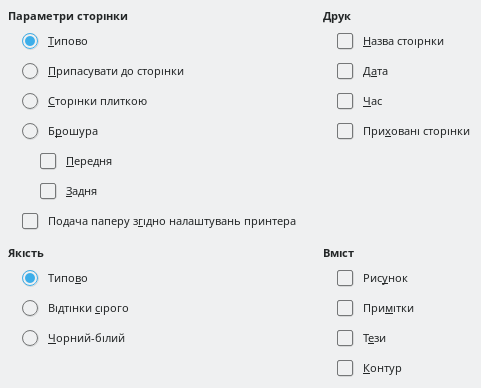 Параметри сторінки
Типово
Припасувати до сторінки
Сторінки плиткою
Брошура
Передня
Задня
Подача паперу згідно налаштувань принтера
Друк
Назва стоірнки
Дата
Час
Приховані сторінки
Якість
Типово
Відтінки сірого
Чорний-білий
Вміст
Рисунок
Примітки
Тези
Контур